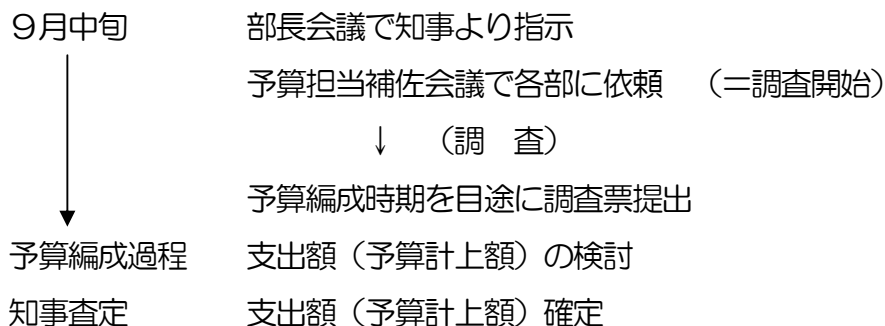 ９月中旬　部長会議で知事より指示
予算担当補佐会議で各部に依頼　（＝調査開始）
↓　（調　査）
予算編成時期を目途に調査票提出
予算編成過程　支出額（予算計上額）の検討
知事査定　支出額（予算計上額）確定